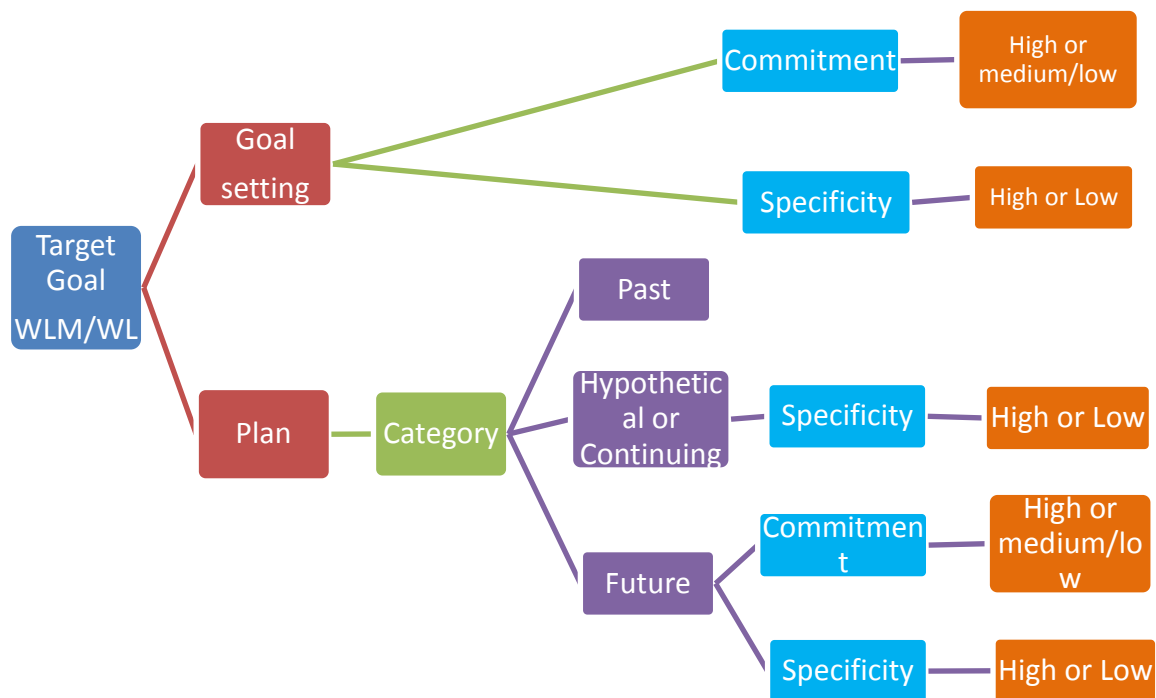 Commitment
High or
medium/low
Goal
setting
Specificity
High or Low
Target
Goal
WLM/WL
Past
Hypothetic
al or
Continuing
Specificity
High or Low
Plan
Category
Commitmen
t
High or
medium/lo
w
Future
Specificity
High or Low